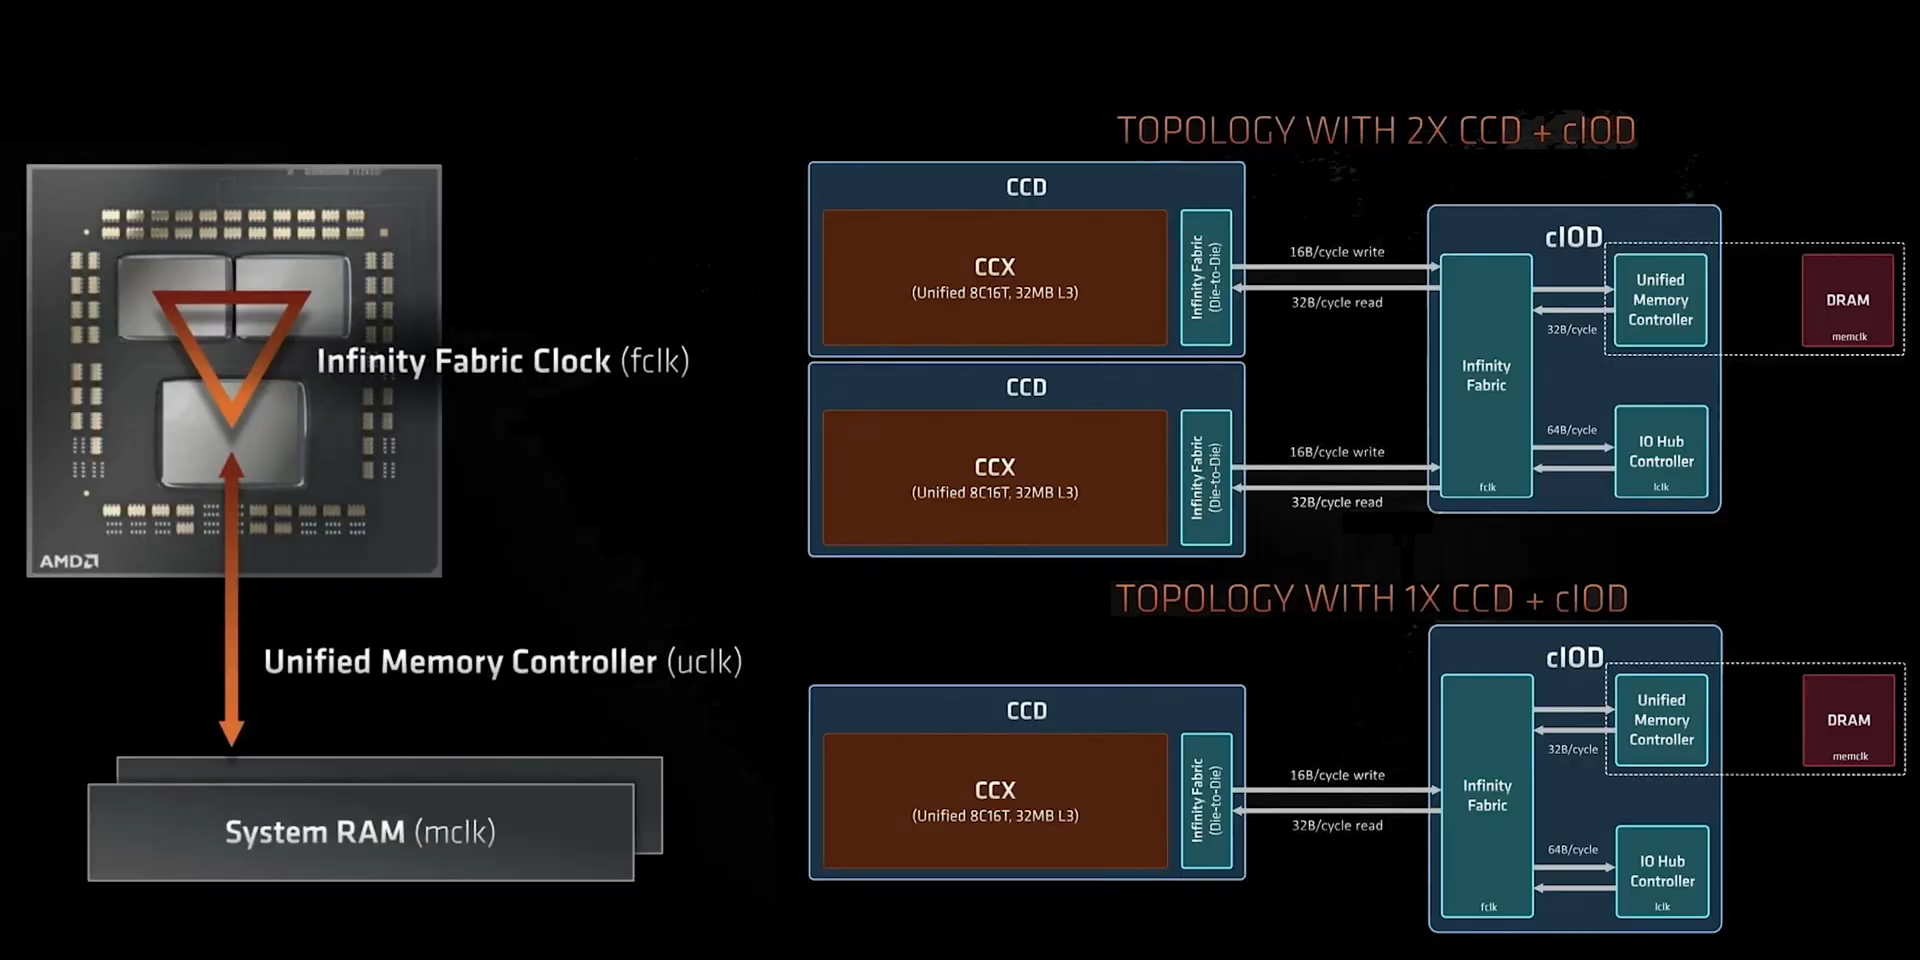 AMD
Infinity Fabric Clock (fclk)
Unified Memory Controller (uclk)
System RAM (mclk)
TOPOLOGY WITH 2X CCD + cIOD
CCD
CCX
(Unified 8C16T, 32MB L3)
Infinity Fabric
(Die-to-Die)
16B/cycle write
32B/cycle read
CCD
CCX
(Unified 8C16T, 32MB L3)
Infinity Fabric
(Die-to-Die)
16B/cycle write
32B/cycle read
cIOD
Infinity
Fabric
fclk
32B/cycle
Unified
Memory
Controller
64B/cycle
IO Hub
Controller
lclk
DRAM
memclk
TOPOLOGY WITH 1X CCD + cIOD
CCD
CCX
(Unified 8C16T, 32MB L3)
Infinity Fabric
(Die-to-Die)
16B/cycle write
32B/cycle read
cIOD
Infinity
Fabric
fclk
32B/cycle
Unified
Memory
Controller
64B/cycle
IO Hub
Controller
lclk
DRAM
memclk